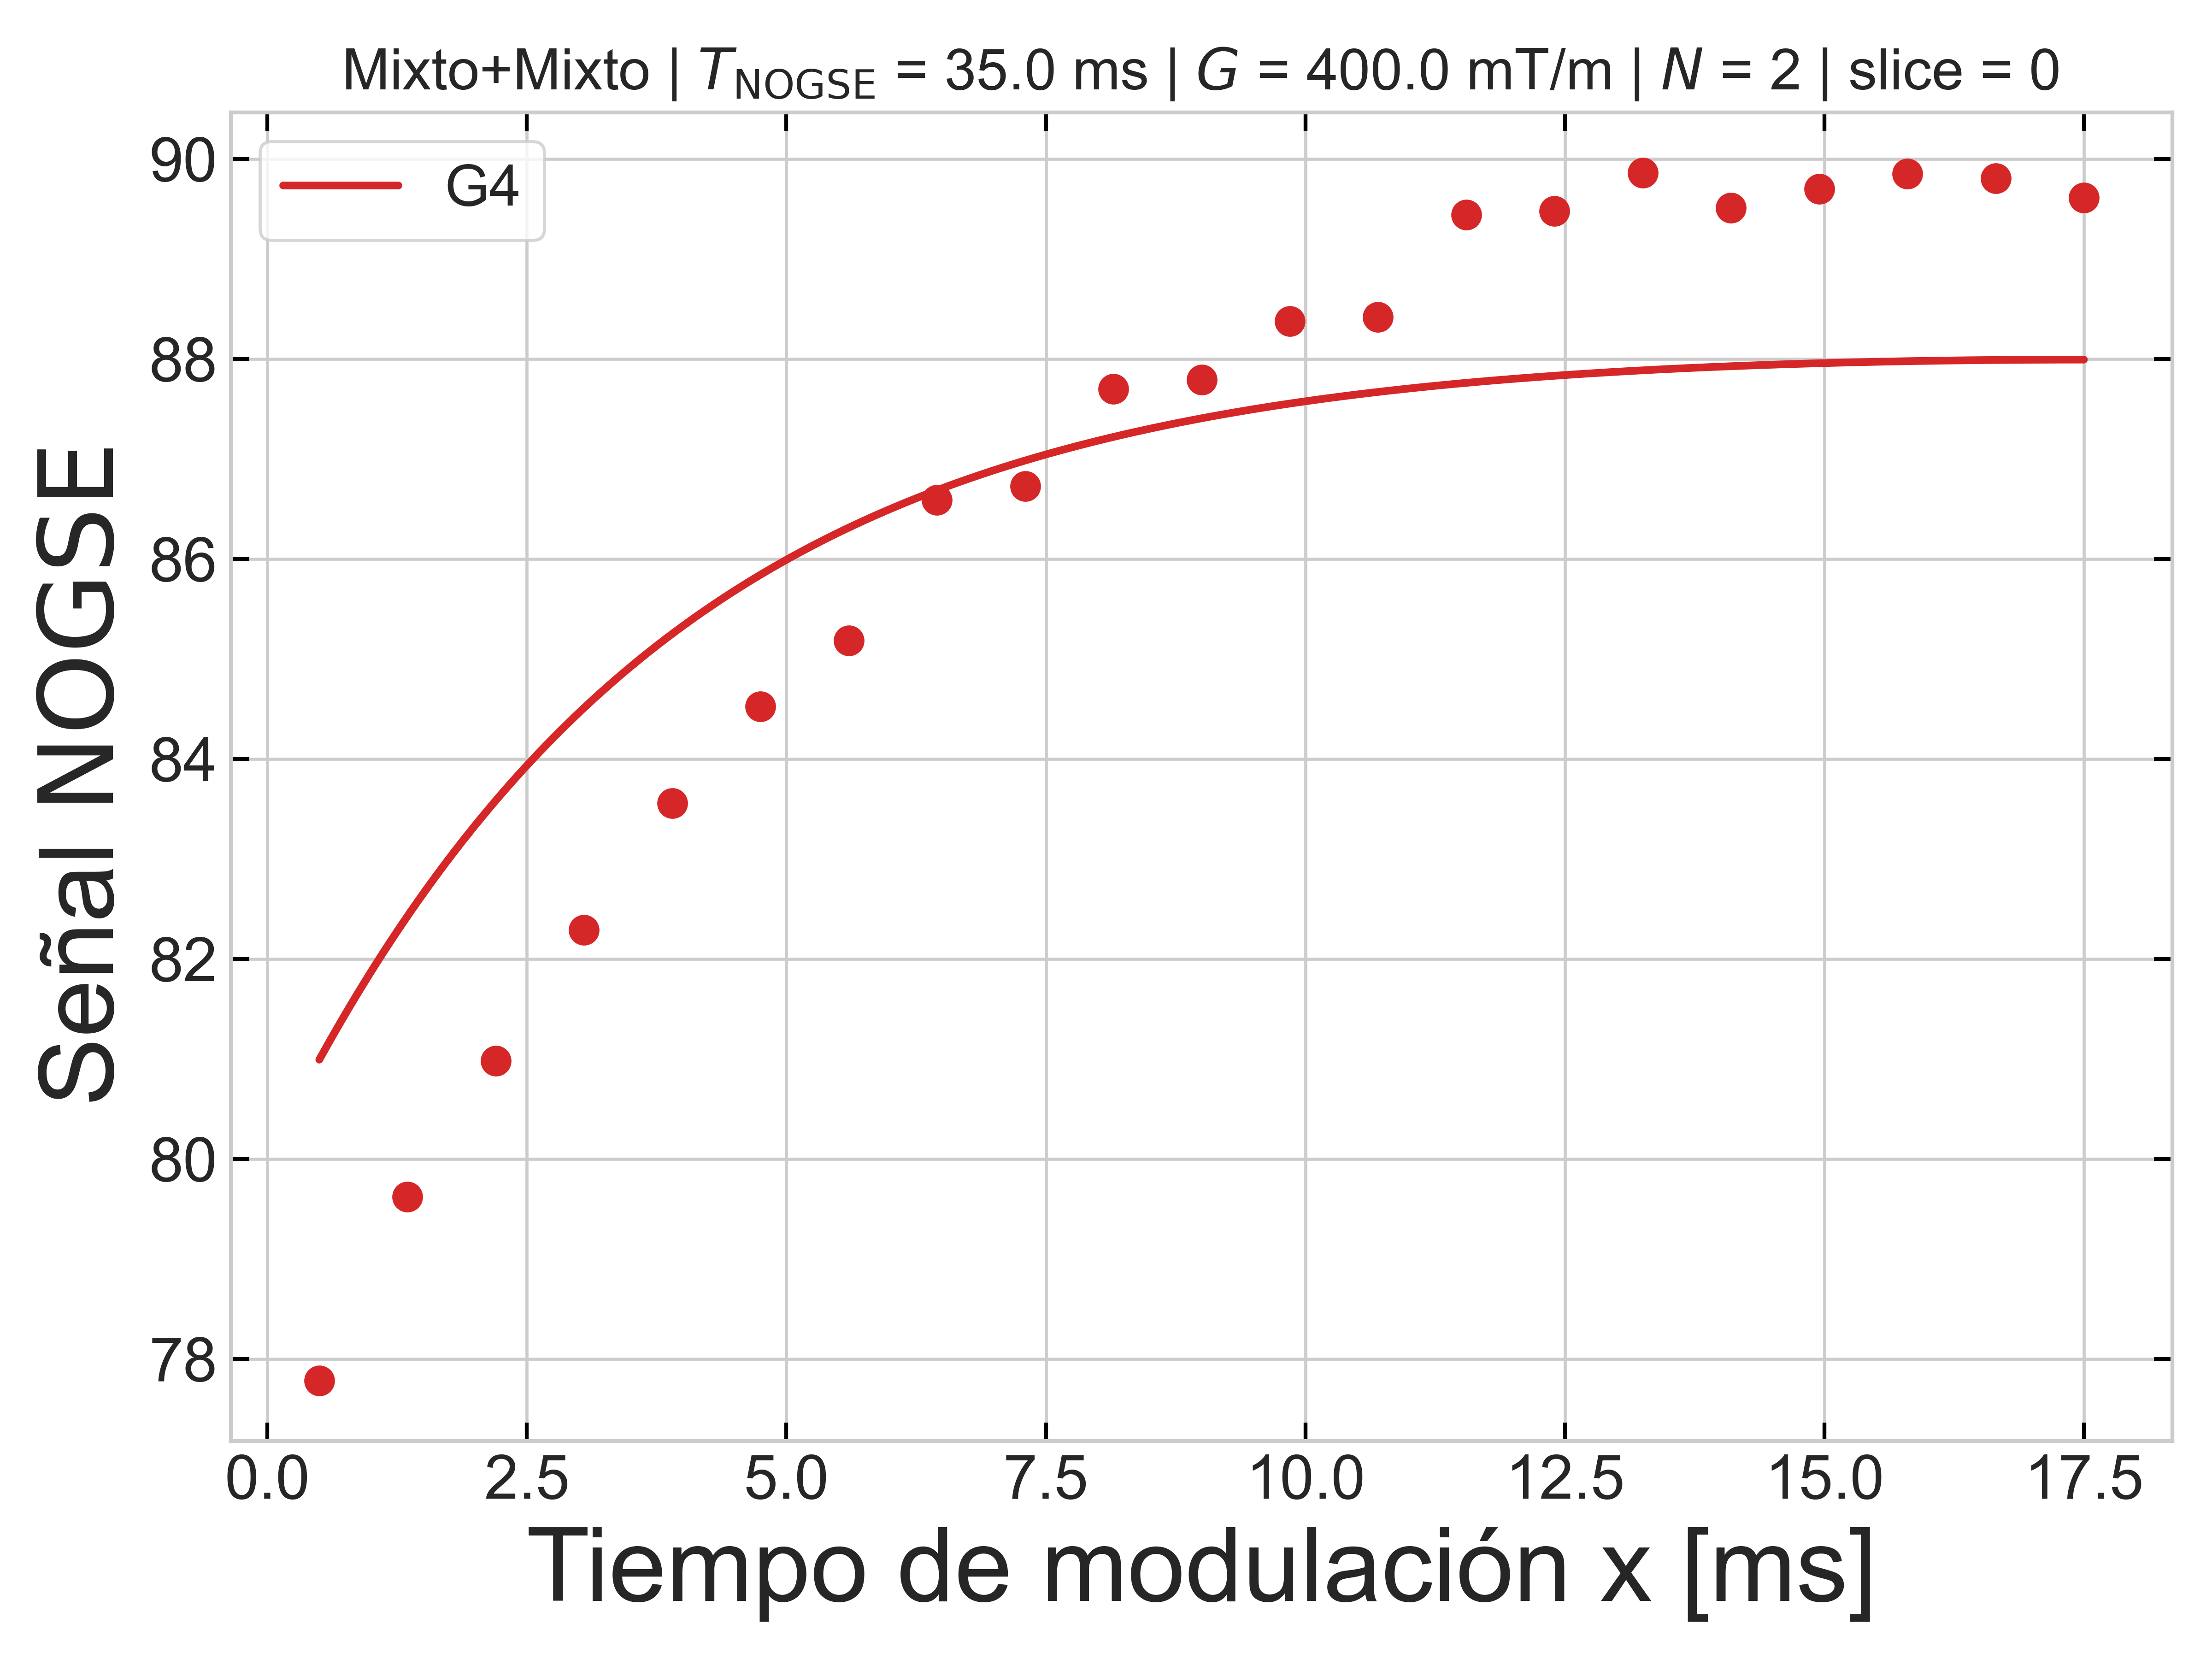 Mixto+Mixto | T_NOGSE = 35.0 ms | G = 400.0 mT/m | N = 2 | slice = 0
G4
90
88
86
84
82
80
78
Señal NOGSE
0.0 2.5 5.0 7.5 10.0 12.5 15.0 17.5
Tiempo de modulación x [ms]